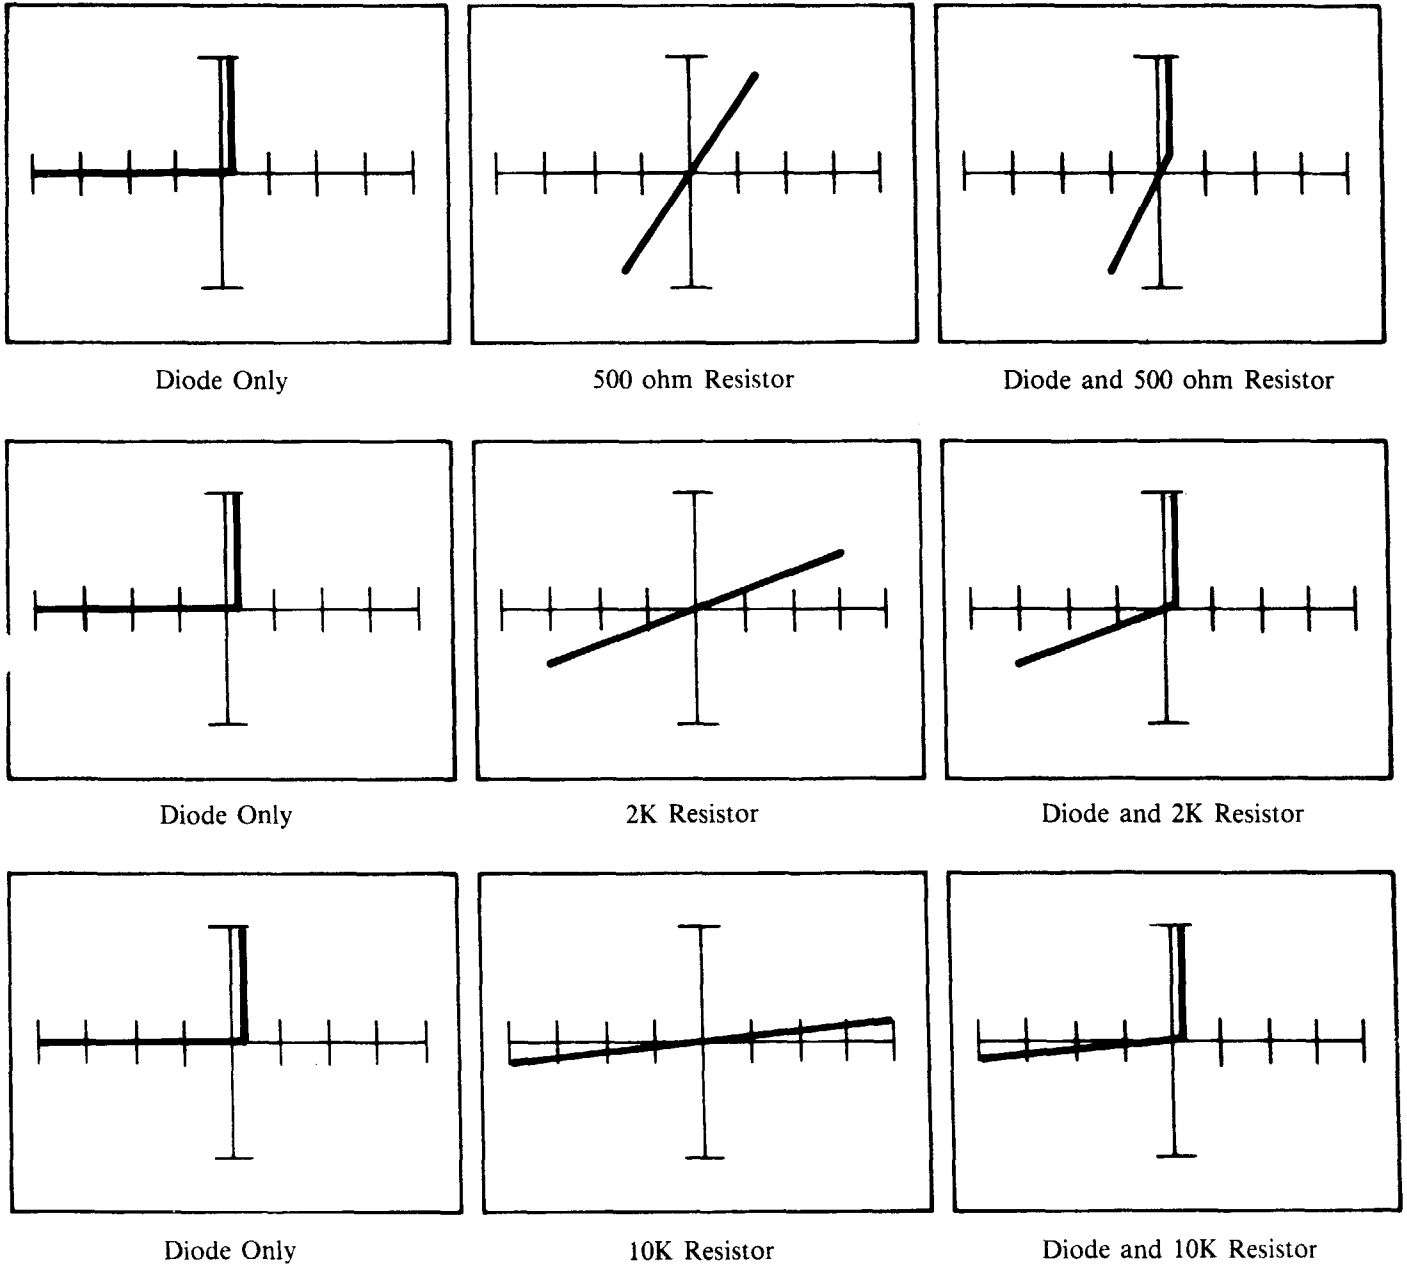 Diode Only
500 ohm Resistor
Diode and 500 ohm Resistor
Diode Only
2K Resistor
Diode and 2K Resistor
Diode Only
10K Resistor
Diode and 10K Resistor